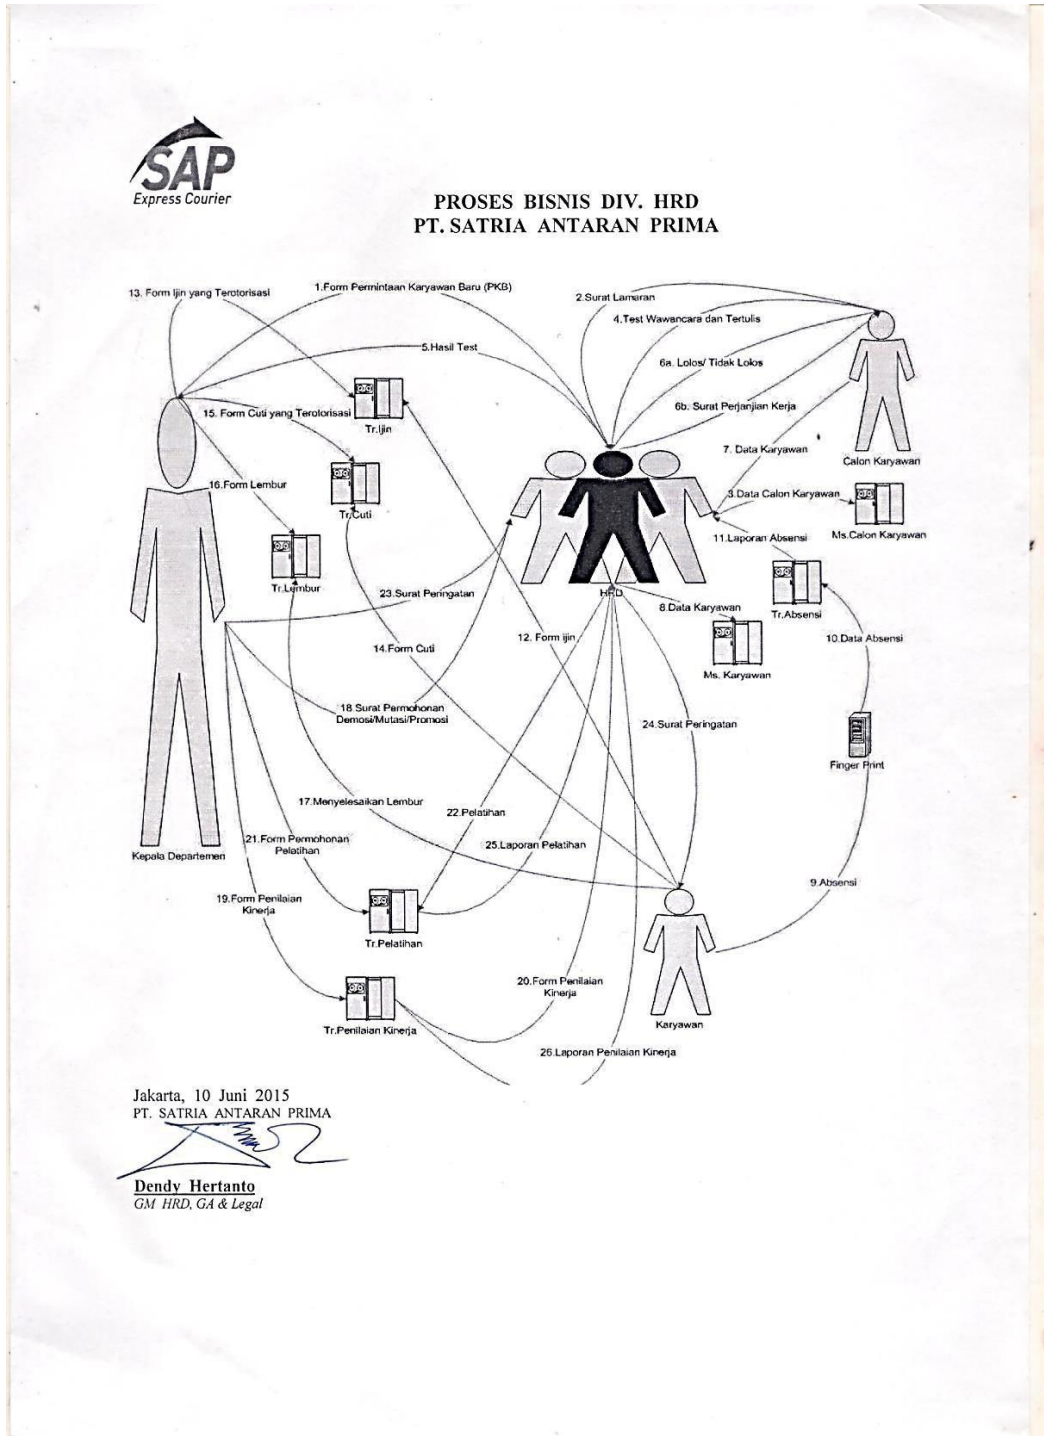 SAP
Express Courier
PROSES BISNIS DIV. HRD
PT. SATRIA ANTARAN PRIMA
13. Form Ijin yang Terotorisasi
1.Form Permintaan Karyawan Baru (PKB)
2.Surat Lamaran
4.Test Wawancara dan Tertulis
5.Hasil Test
6a. Lolos/ Tidak Lolos
15. Form Cuti yang Terotorisasi
Tr.Ijin
6b. Surat Perjanjian Kerja
7. Data Karyawan
Calon Karyawan
16.Form Lembur
3.Data Calon Karyawan
Tr.Cuti
11.Laporan Absensi
Ms.Calon Karyawan
Tr.Lembur
23.Surat Peringatan
HRD
8.Data Karyawan
Tr.Absensi
12. Form ijin
10.Data Absensi
14.Form Cuti
Ms. Karyawan
18.Surat Permohonan
Demosi/Mutasi/Promosi
24.Surat Peringatan
Finger Print
17.Menyelesaikan Lembur
22.Pelatihan
21.Form Permohonan
Pelatihan
25.Laporan Pelatihan
Kepala Departemen
9.Absensi
19.Form Penilaian
Kinerja
Tr.Pelatihan
20.Form Penilaian
Kinerja
Tr.Penilaian Kinerja
Karyawan
26.Laporan Penilaian Kinerja
Jakarta, 10 Juni 2015
PT. SATRIA ANTARAN PRIMA
Dendy Hertanto
GM HRD, GA & Legal